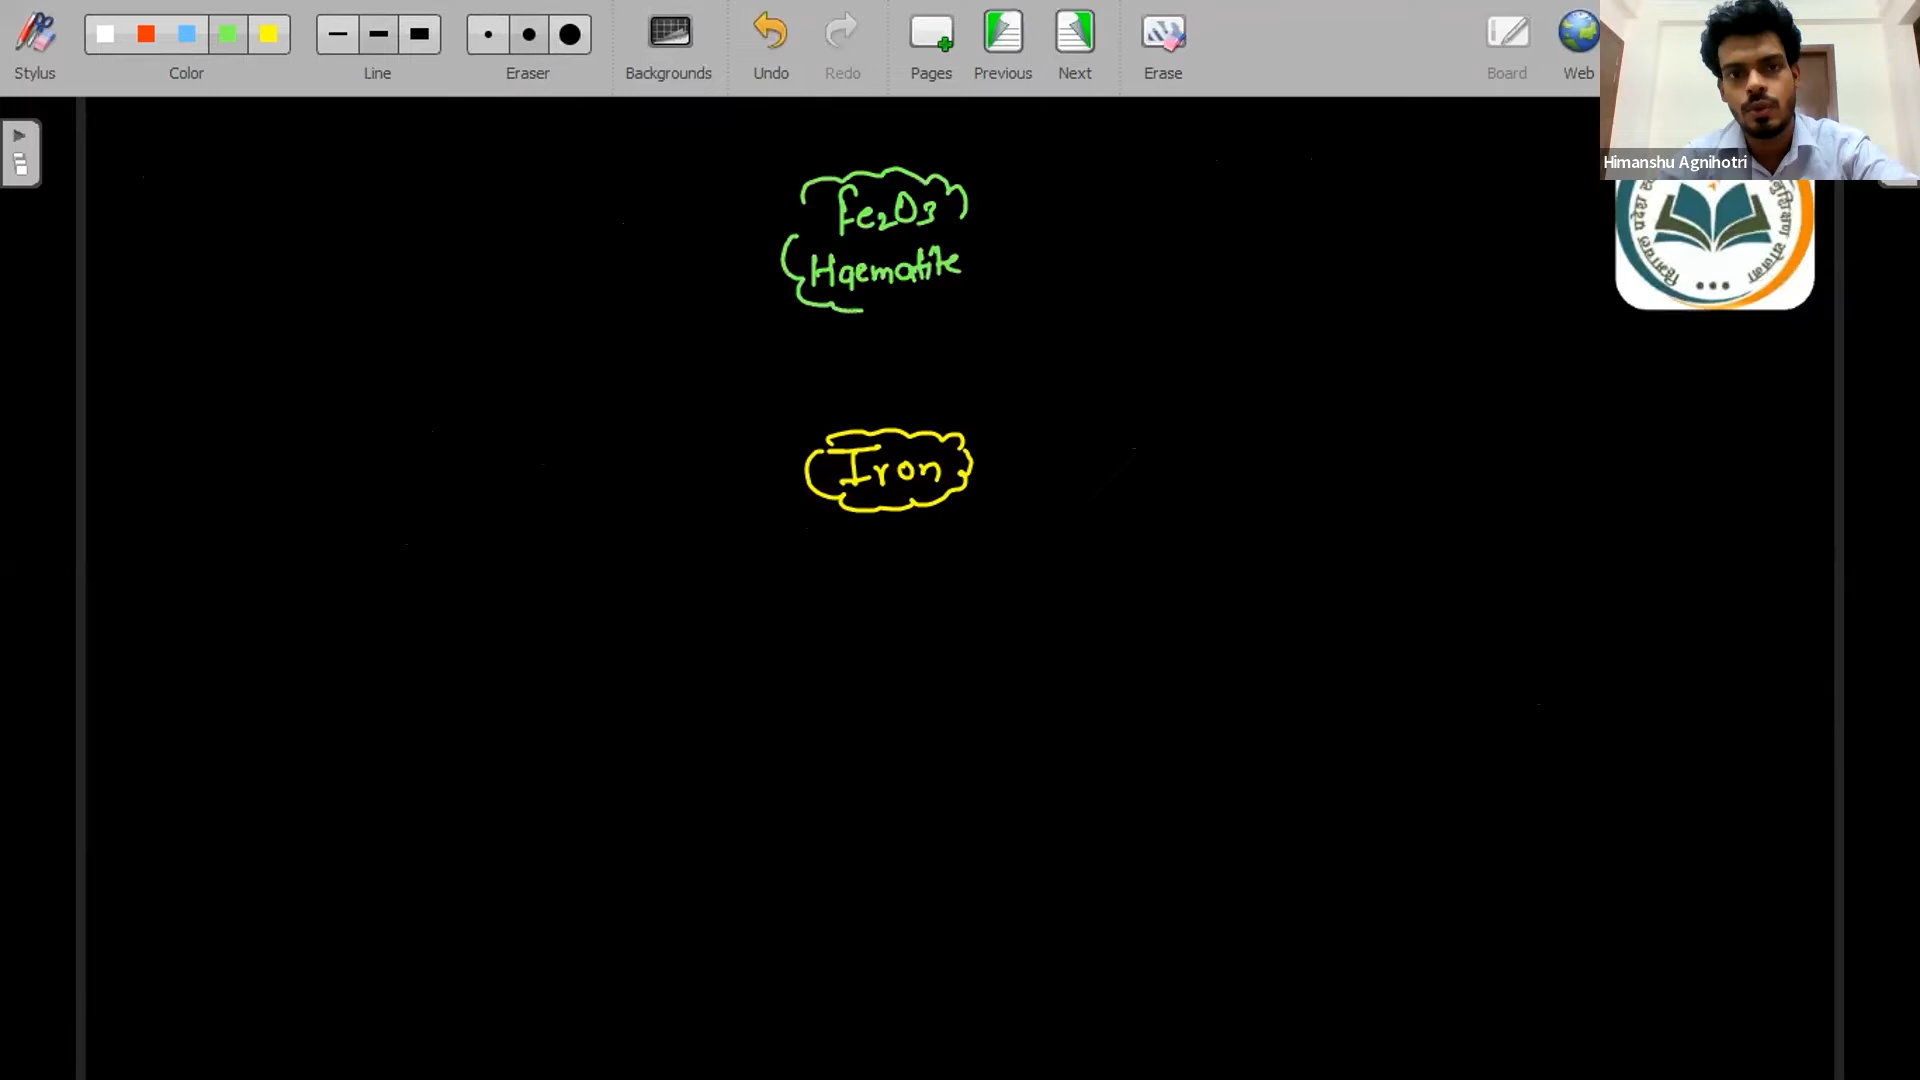 Stylus
Color
Line
Eraser
Backgrounds
Undo
Redo
Pages
Previous
Next
Erase
Board
Web
Himanshu Agnihotri
Fe₂O₃
Haematite
Iron